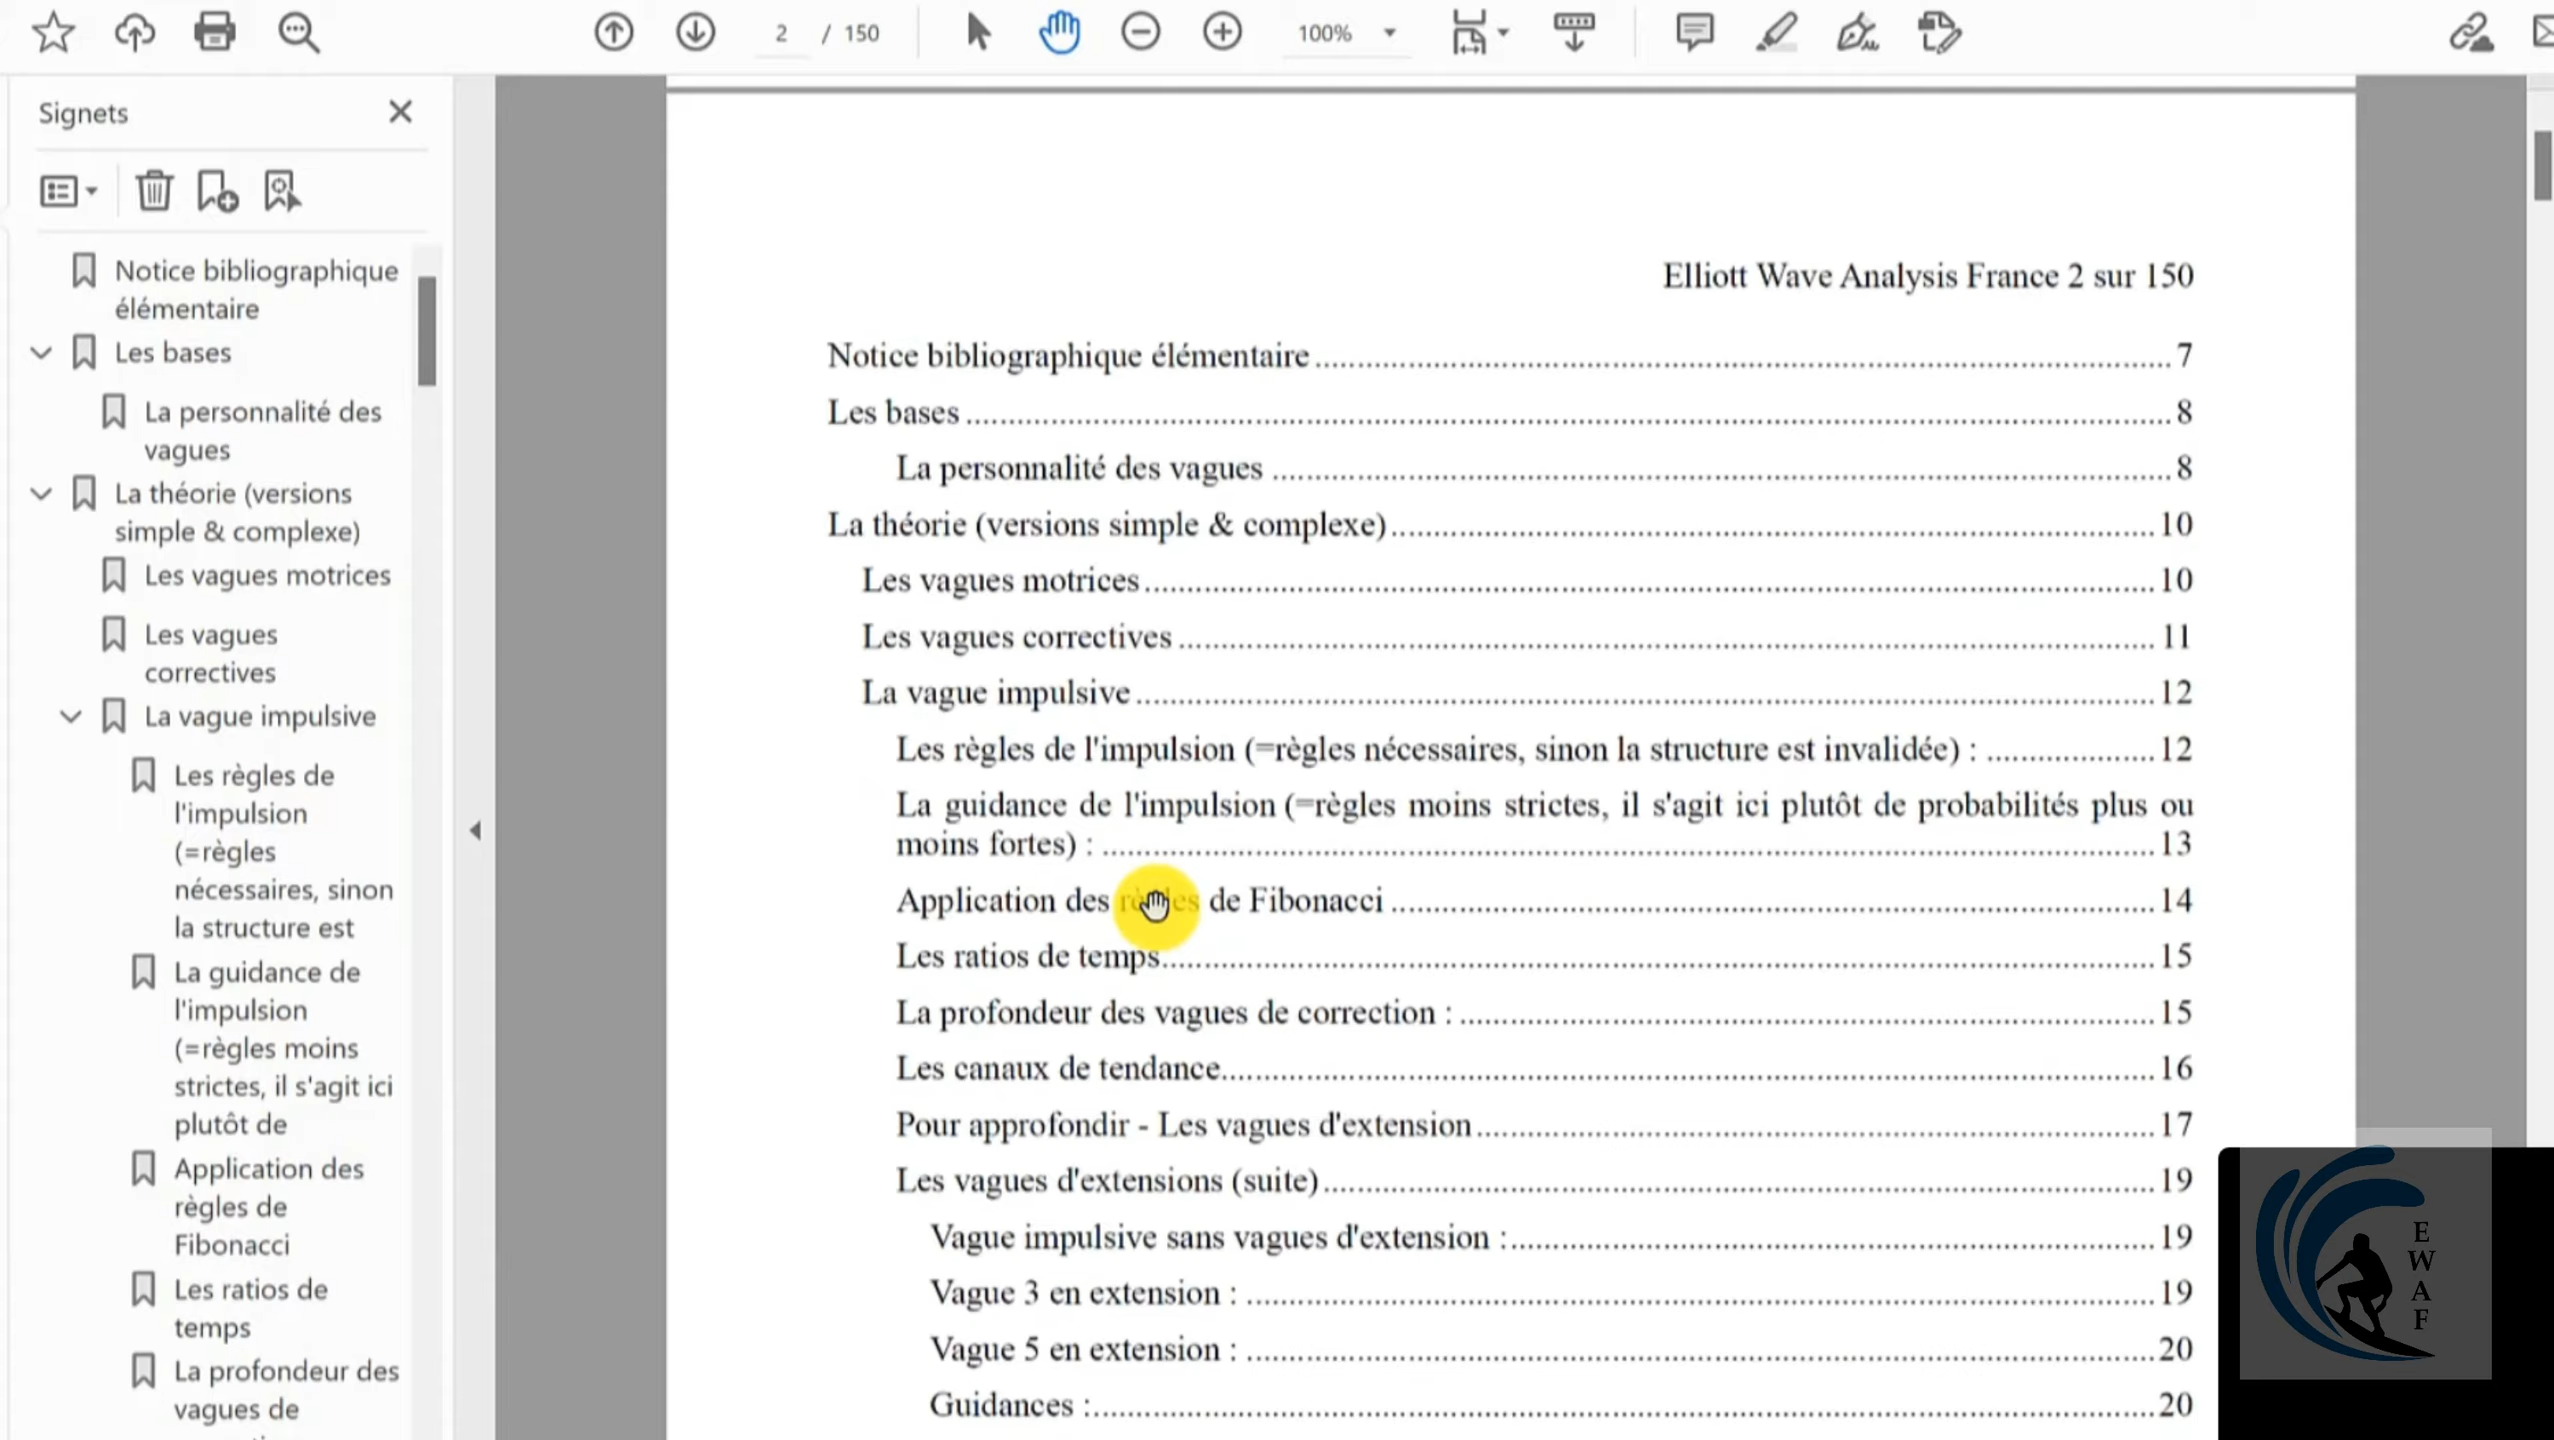 2 / 150
100%
Signets
Notice bibliographique
élémentaire
Les bases
La personnalité des
vagues
La théorie (versions
simple & complexe)
Les vagues motrices
Les vagues
correctives
La vague impulsive
Les règles de
l'impulsion
(=règles
nécessaires, sinon
la structure est
La guidance de
l'impulsion
(=règles moins
strictes, il s'agit ici
plutôt de
Application des
règles de
Fibonacci
Les ratios de
temps
La profondeur des
vagues de
Elliott Wave Analysis France 2 sur 150
Notice bibliographique élémentaire 7
Les bases 8
La personnalité des vagues 8
La théorie (versions simple & complexe) 10
Les vagues motrices 10
Les vagues correctives 11
La vague impulsive 12
Les règles de l'impulsion (=règles nécessaires, sinon la structure est invalidée) : 12
La guidance de l'impulsion (=règles moins strictes, il s'agit ici plutôt de probabilités plus ou
moins fortes) : 13
Application des règles de Fibonacci 14
Les ratios de temps 15
La profondeur des vagues de correction : 15
Les canaux de tendance 16
Pour approfondir - Les vagues d'extension 17
Les vagues d'extensions (suite) 19
Vague impulsive sans vagues d'extension : 19
Vague 3 en extension : 19
Vague 5 en extension : 20
Guidances : 20
E
W
A
F